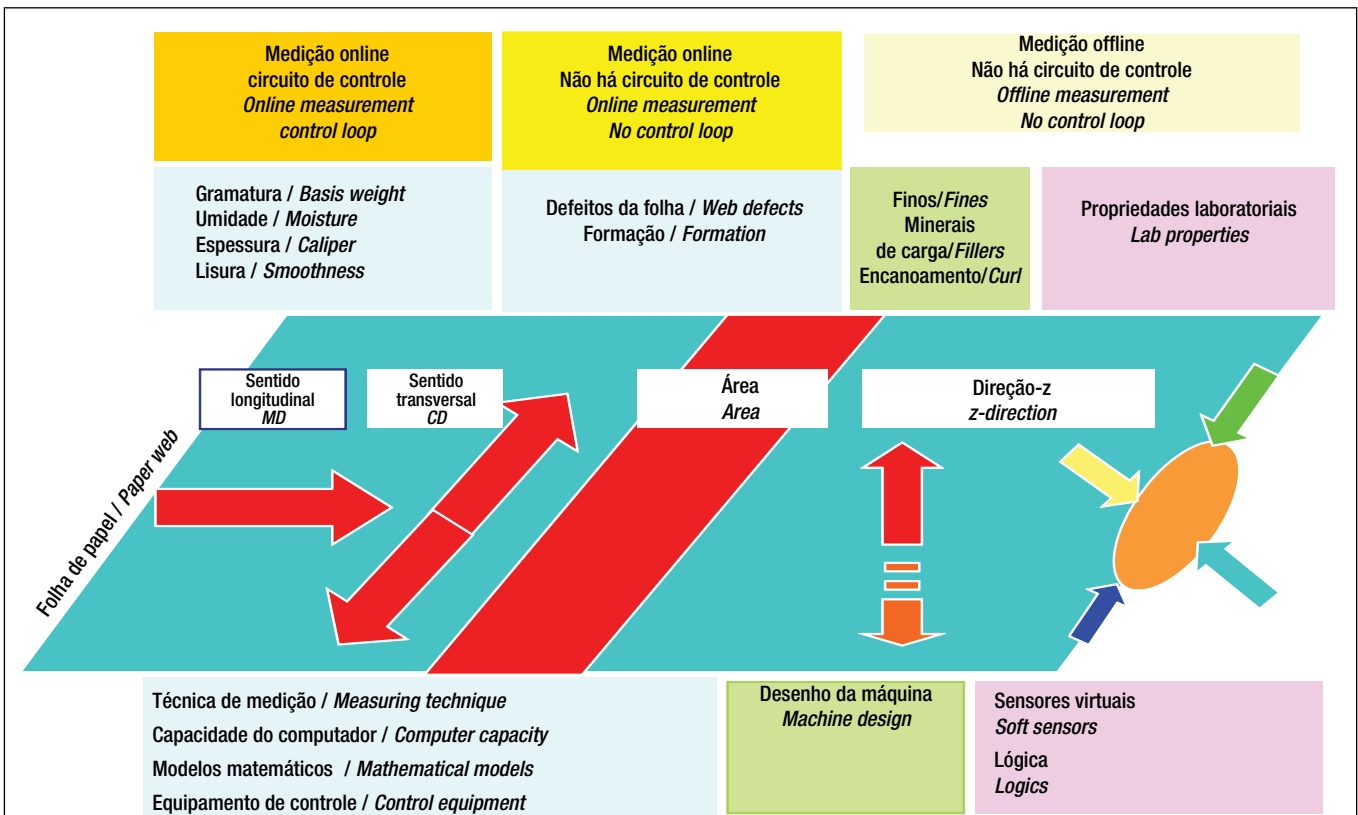 Medição online
circuito de controle
Online measurement
control loop
Medição online
Não há circuito de controle
Online measurement
No control loop
Medição offline
Não há circuito de controle
Offline measurement
No control loop
Gramatura / Basis weight
Umidade / Moisture
Espessura / Caliper
Lisura / Smoothness
Defeitos da folha / Web defects
Formação / Formation
Finos/Fines
Minerais
de carga/Fillers
Encanoamento/Curl
Propriedades laboratoriais
Lab properties
Folha de papel / Paper web
Sentido
longitudinal
MD
Sentido
transversal
CD
Área
Area
Direção-z
z-direction
Técnica de medição / Measuring technique
Capacidade do computador / Computer capacity
Modelos matemáticos / Mathematical models
Equipamento de controle / Control equipment
Desenho da máquina
Machine design
Sensores virtuais
Soft sensors
Lógica
Logics